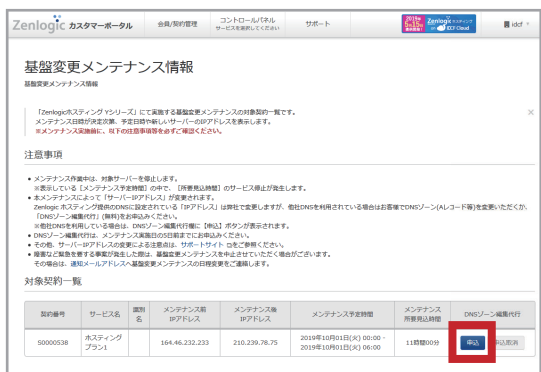 Zenlogic カスタマーポータル
会員/契約管理
コントロールパネル
サービスを選択してください
サポート
idcf
基盤変更メンテナンス情報
基盤変更メンテナンス情報
「Zenlogicホスティング Yシリーズ」にて実施する基盤変更メンテナンスの対象契約一覧です。
メンテナンス日時が決定次第、予定日時や新しいサーバーのIPアドレスを表示します。
※メンテナンス実施前に、以下の注意事項等を必ずご確認ください。
注意事項
• メンテナンス作業中は、対象サーバーを停止します。
※表示している [メンテナンス予定時間] の中で、[所要見込時間] のサービス停止が発生します。
• 本メンテナンスによって「サーバーIPアドレス」が変更されます。
Zenlogic ホスティング提供のDNSに設定されている「IPアドレス」は弊社で変更しますが、他社DNSを利用されている場合はお客様でDNSゾーン(Aレコード等)を変更いただくか、
「DNSゾーン編集代行」(無料)をお申込みください。
※他社DNSを利用している場合は、DNSゾーン編集代行欄に【申込】ボタンが表示されます。
• DNSゾーン編集代行は、メンテナンス実施日の5日前までにお申込みください。
• その他、サーバーIPアドレスの変更による注意点は、サポートサイト をご参照ください。
• 障害など緊急を要する事案が発生した際は、基盤変更メンテナンスを中止させていただく場合がございます。
その場合は、通知メールアドレスへ基盤変更メンテナンスの日程変更をご連絡します。
対象契約一覧
契約番号 サービス名 識別名 メンテナンス前IPアドレス メンテナンス後IPアドレス メンテナンス予定時間 メンテナンス所要見込時間 DNSゾーン編集代行
S0000538 ホスティングプラン1 164.46.232.233 210.239.78.75 2019年10月01日(火) 00:00 - 2019年10月01日(火) 06:00 11時間00分 申込 申込取消